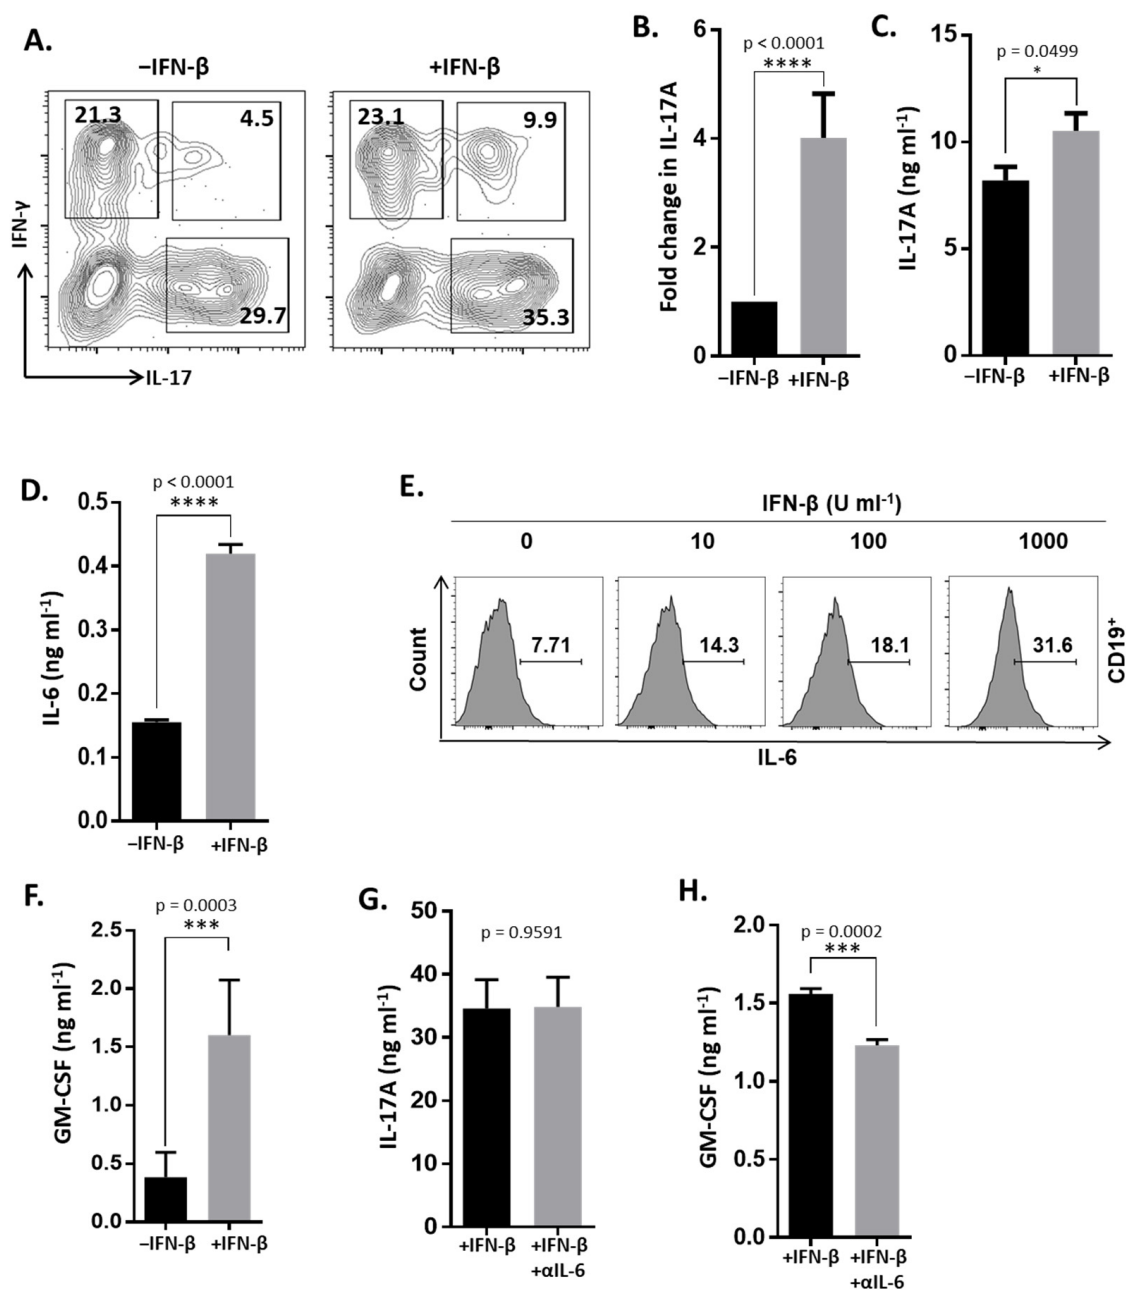 A.
–IFN-β
+IFN-β
21.3
4.5
29.7
23.1
9.9
35.3
IFN-γ
IL-17
B.
p < 0.0001
****
Fold change in IL-17A
6
4
2
0
–IFN-β +IFN-β
C.
p = 0.0499
*
IL-17A (ng ml-1)
15
10
5
0
–IFN-β +IFN-β
D.
p < 0.0001
****
IL-6 (ng ml-1)
0.5
0.4
0.3
0.2
0.1
0.0
–IFN-β +IFN-β
E.
IFN-β (U ml-1)
0 10 100 1000
7.71 14.3 18.1 31.6
Count
CD19+
IL-6
F.
p = 0.0003
***
GM-CSF (ng ml-1)
2.5
2.0
1.5
1.0
0.5
0.0
–IFN-β +IFN-β
G.
p = 0.9591
IL-17A (ng ml-1)
50
40
30
20
10
0
+IFN-β +IFN-β
+αIL-6
H.
p = 0.0002
***
GM-CSF (ng ml-1)
2.0
1.5
1.0
0.5
0.0
+IFN-β +IFN-β
+αIL-6